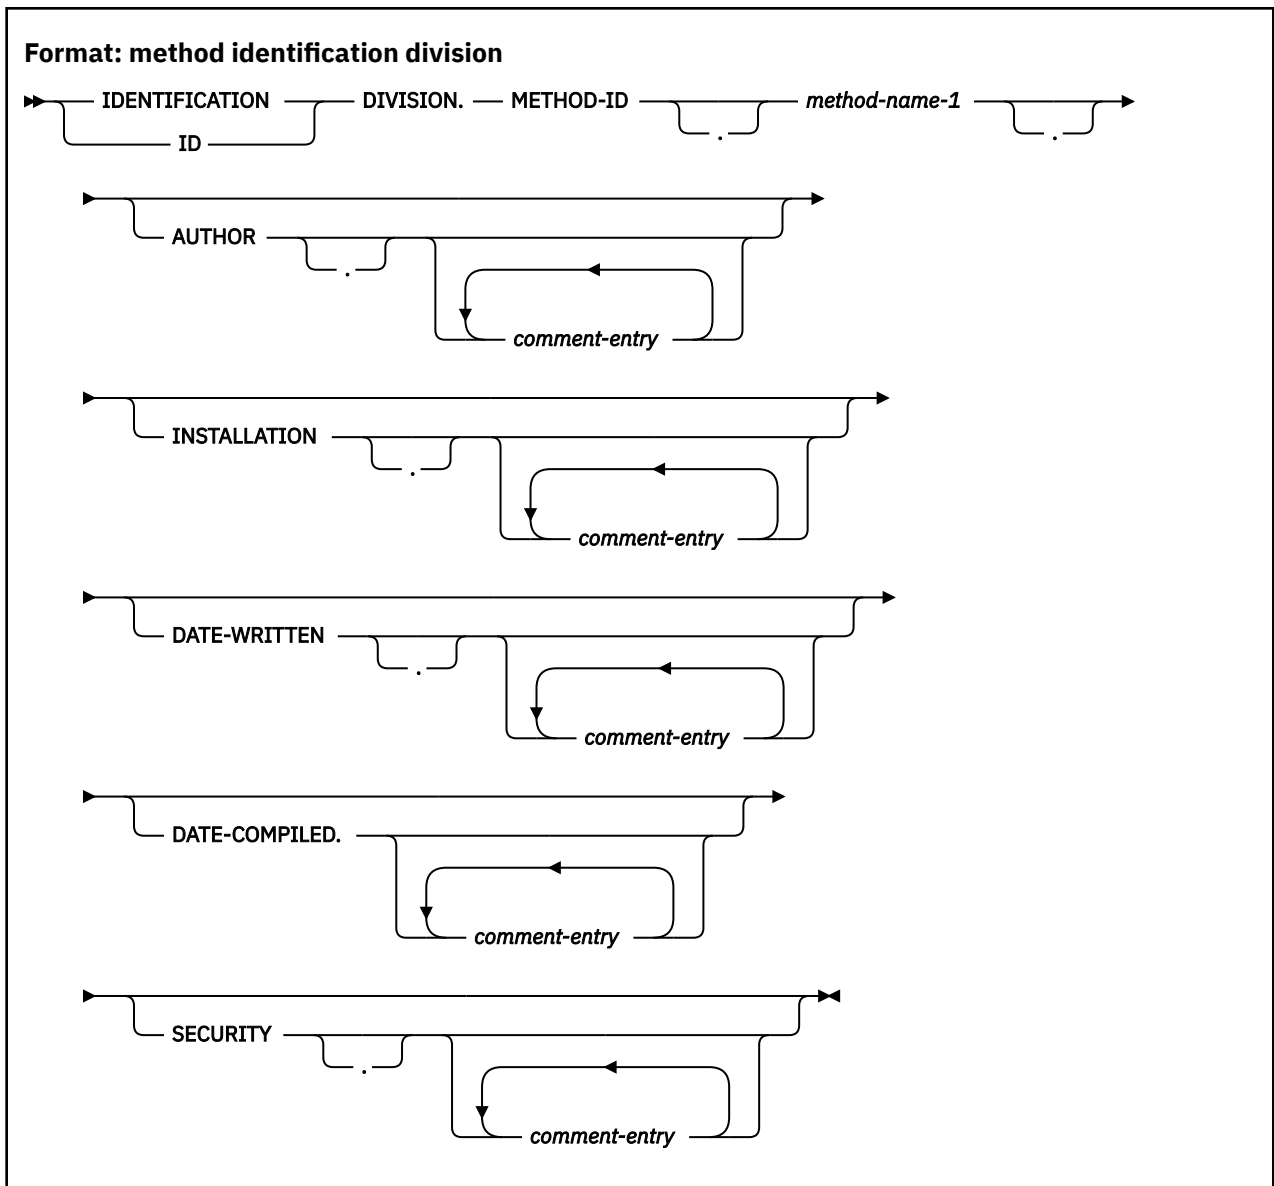 Format: method identification division
IDENTIFICATION DIVISION. METHOD-ID . method-name-1 .
ID
AUTHOR .
comment-entry
INSTALLATION .
comment-entry
DATE-WRITTEN .
comment-entry
DATE-COMPILED.
comment-entry
SECURITY .
comment-entry